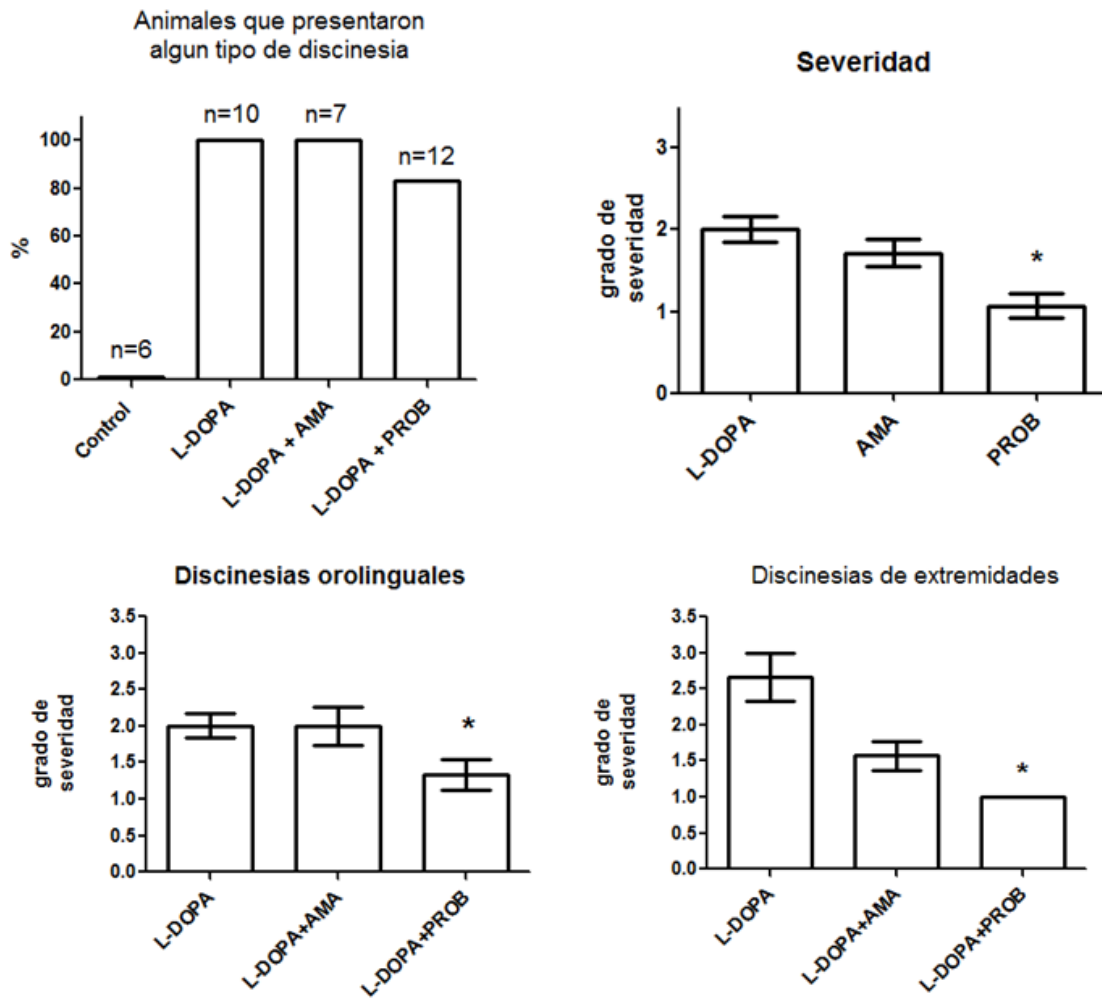 Animales que presentaron
algun tipo de discinesia
n=10
n=7
n=12
n=6
100
80
60
40
20
0
%
Control
L-DOPA
L-DOPA + AMA
L-DOPA + PROB
Severidad
3
2
1
0
grado de
severidad
*
L-DOPA
AMA
PROB
Discinesias orolinguales
3.5
3.0
2.5
2.0
1.5
1.0
0.5
0.0
grado de
severidad
*
L-DOPA
L-DOPA+AMA
L-DOPA+PROB
Discinesias de extremidades
3.5
3.0
2.5
2.0
1.5
1.0
0.5
0.0
grado de
severidad
*
L-DOPA
L-DOPA+AMA
L-DOPA+PROB